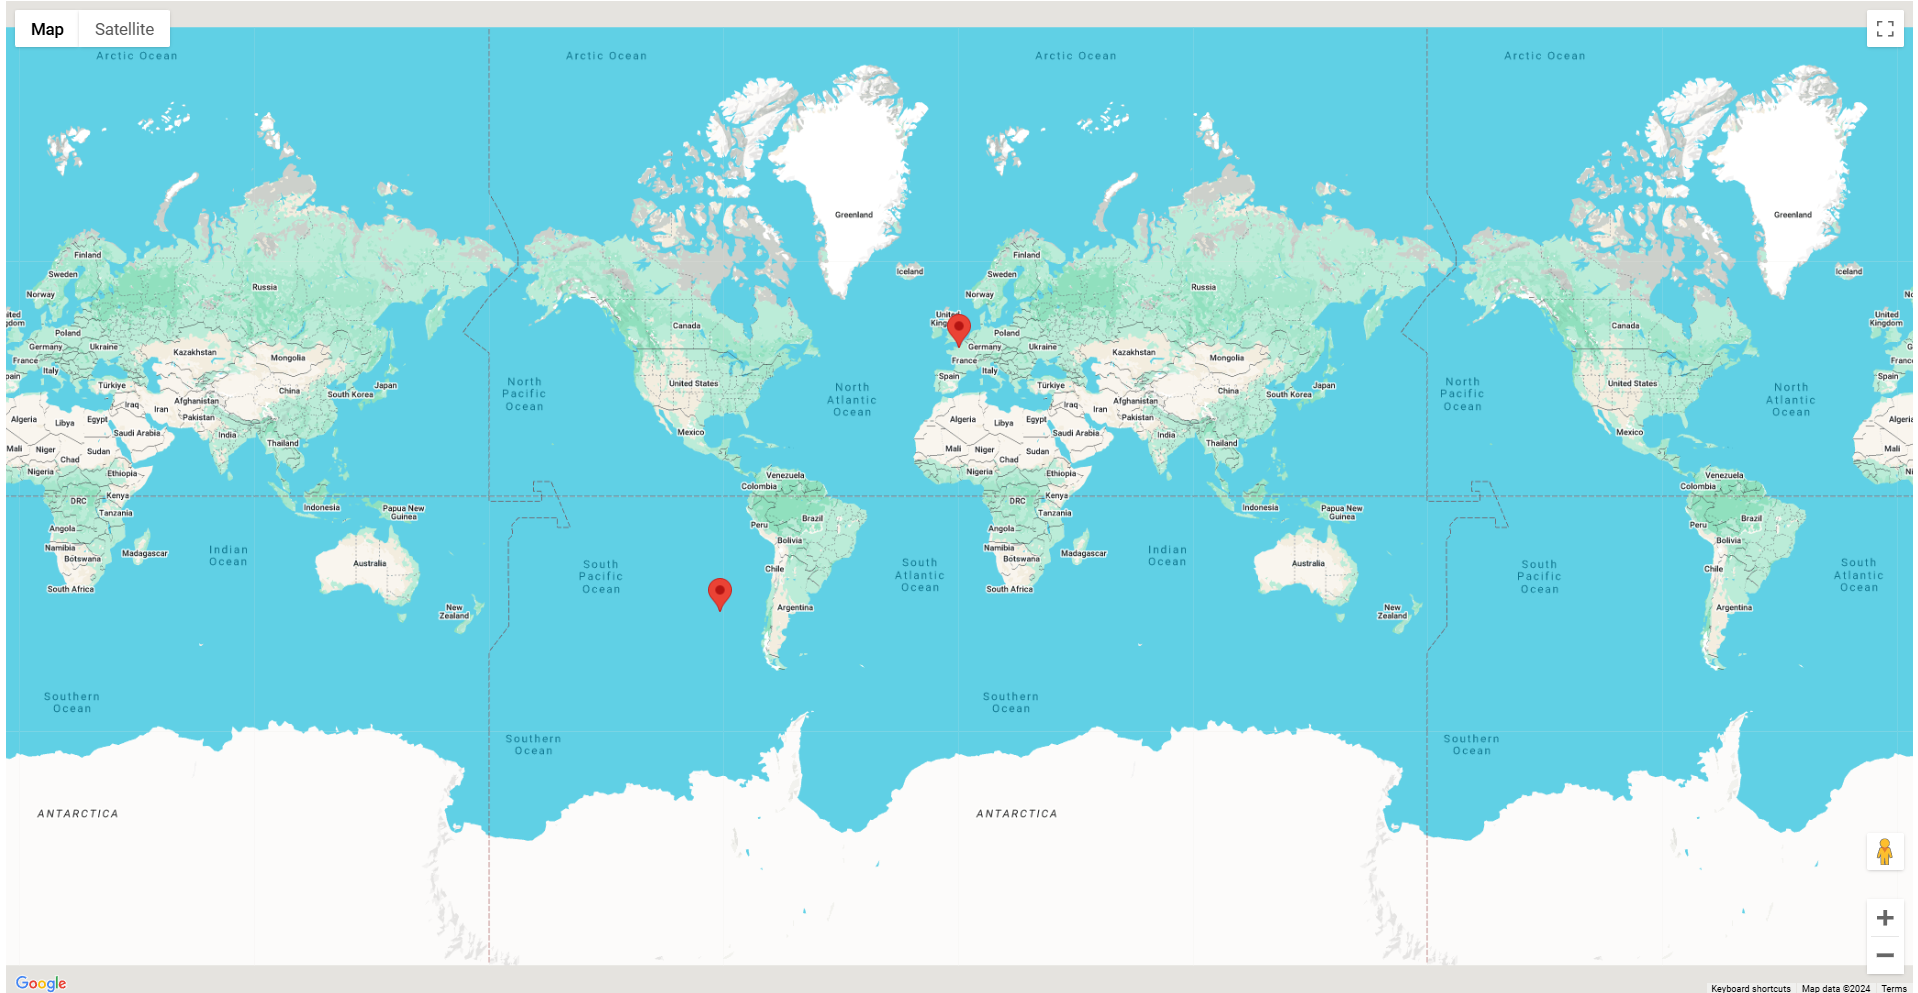 Map
Satellite
Arctic Ocean
Arctic Ocean
Arctic Ocean
Arctic Ocean
Greenland
Greenland
Finland
Sweden
Norway
Russia
Iceland
Finland
Sweden
Norway
Russia
Iceland
Poland
Germany
Ukraine
France
Italy
Kazakhstan
Mongolia
Türkiye
China
Japan
South Korea
Afghanistan
Iraq
Iran
Pakistan
Algeria
Libya
Egypt
Saudi Arabia
India
Mali
Niger
Chad
Sudan
Thailand
Nigeria
Ethiopia
DRC
Kenya
Tanzania
Indonesia
Papua New
Guinea
Angola
Namibia
Botswana
Madagascar
South Africa
Indian
Ocean
Australia
New
Zealand
North
Pacific
Ocean
Canada
United States
Mexico
North
Atlantic
Ocean
Venezuela
Colombia
Peru
Brazil
Bolivia
Chile
Argentina
South
Pacific
Ocean
South
Atlantic
Ocean
United
Poland
Germany
Ukraine
France
Italy
Spain
Türkiye
Kazakhstan
Mongolia
China
Japan
South Korea
Afghanistan
Iraq
Iran
Pakistan
Algeria
Libya
Egypt
Saudi Arabia
India
Mali
Niger
Chad
Sudan
Thailand
Nigeria
Ethiopia
DRC
Kenya
Tanzania
Indonesia
Papua New
Guinea
Angola
Namibia
Botswana
Madagascar
South Africa
Indian
Ocean
Australia
New
Zealand
North
Pacific
Ocean
Canada
United States
Mexico
North
Atlantic
Ocean
United
Kingdom
Spain
Mali
Venezuela
Colombia
Peru
Brazil
Bolivia
Chile
Argentina
South
Pacific
Ocean
South
Atlantic
Ocean
Southern
Ocean
Southern
Ocean
Southern
Ocean
Southern
Ocean
ANTARCTICA
ANTARCTICA
Google
Keyboard shortcuts
Map data ©2024
Terms